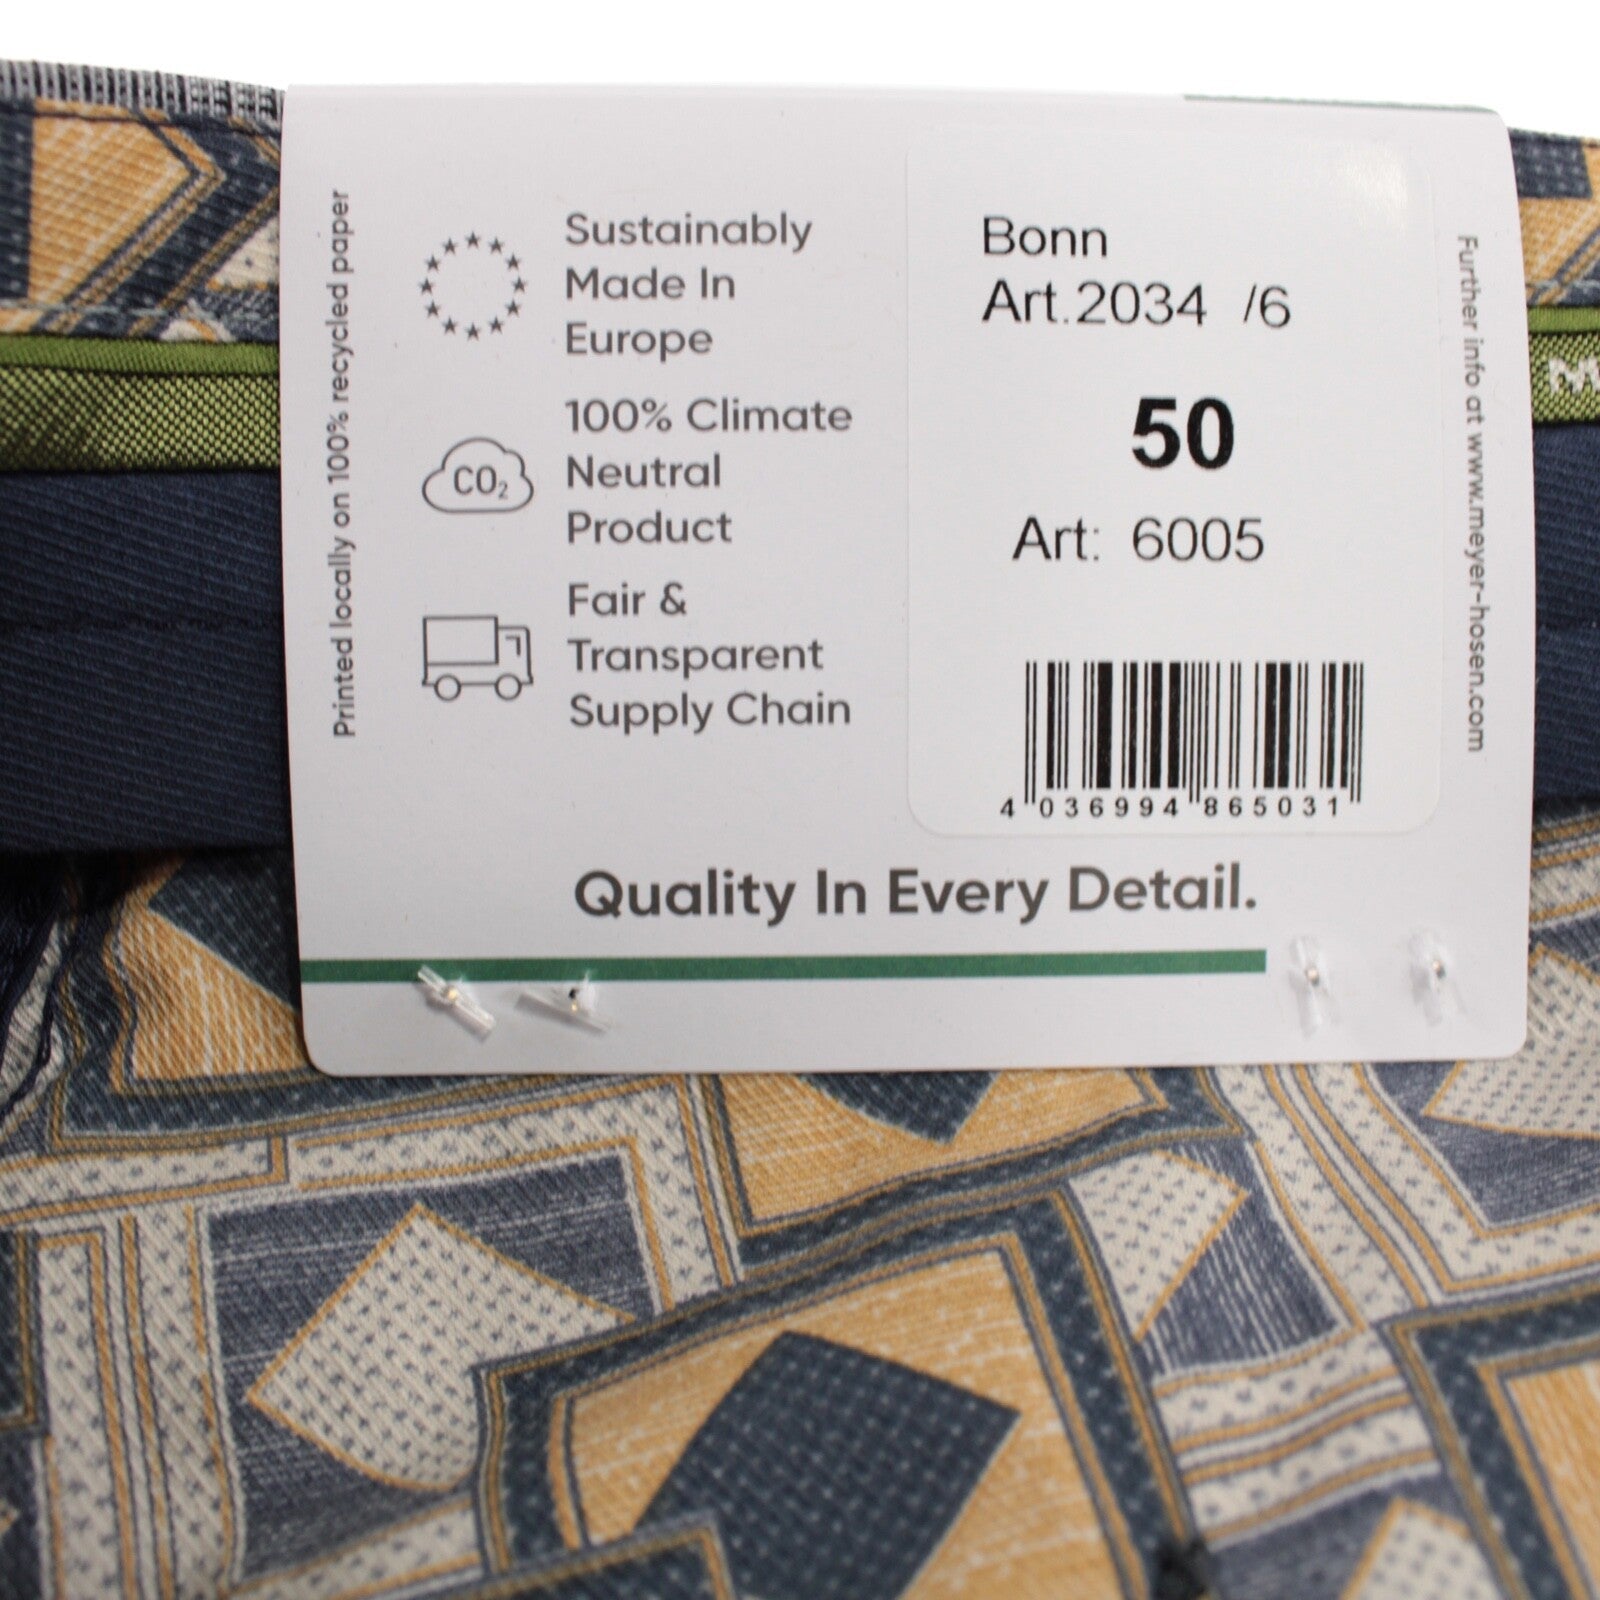 Printed locally on 100% recycled paper
Sustainably
Made In
Europe
CO₂
100% Climate
Neutral
Product
Fair &
Transparent
Supply Chain
Bonn
Art.2034 /6
50
Art: 6005
4 036994 865031
Further info at www.meyer-hosen.com
Quality In Every Detail.